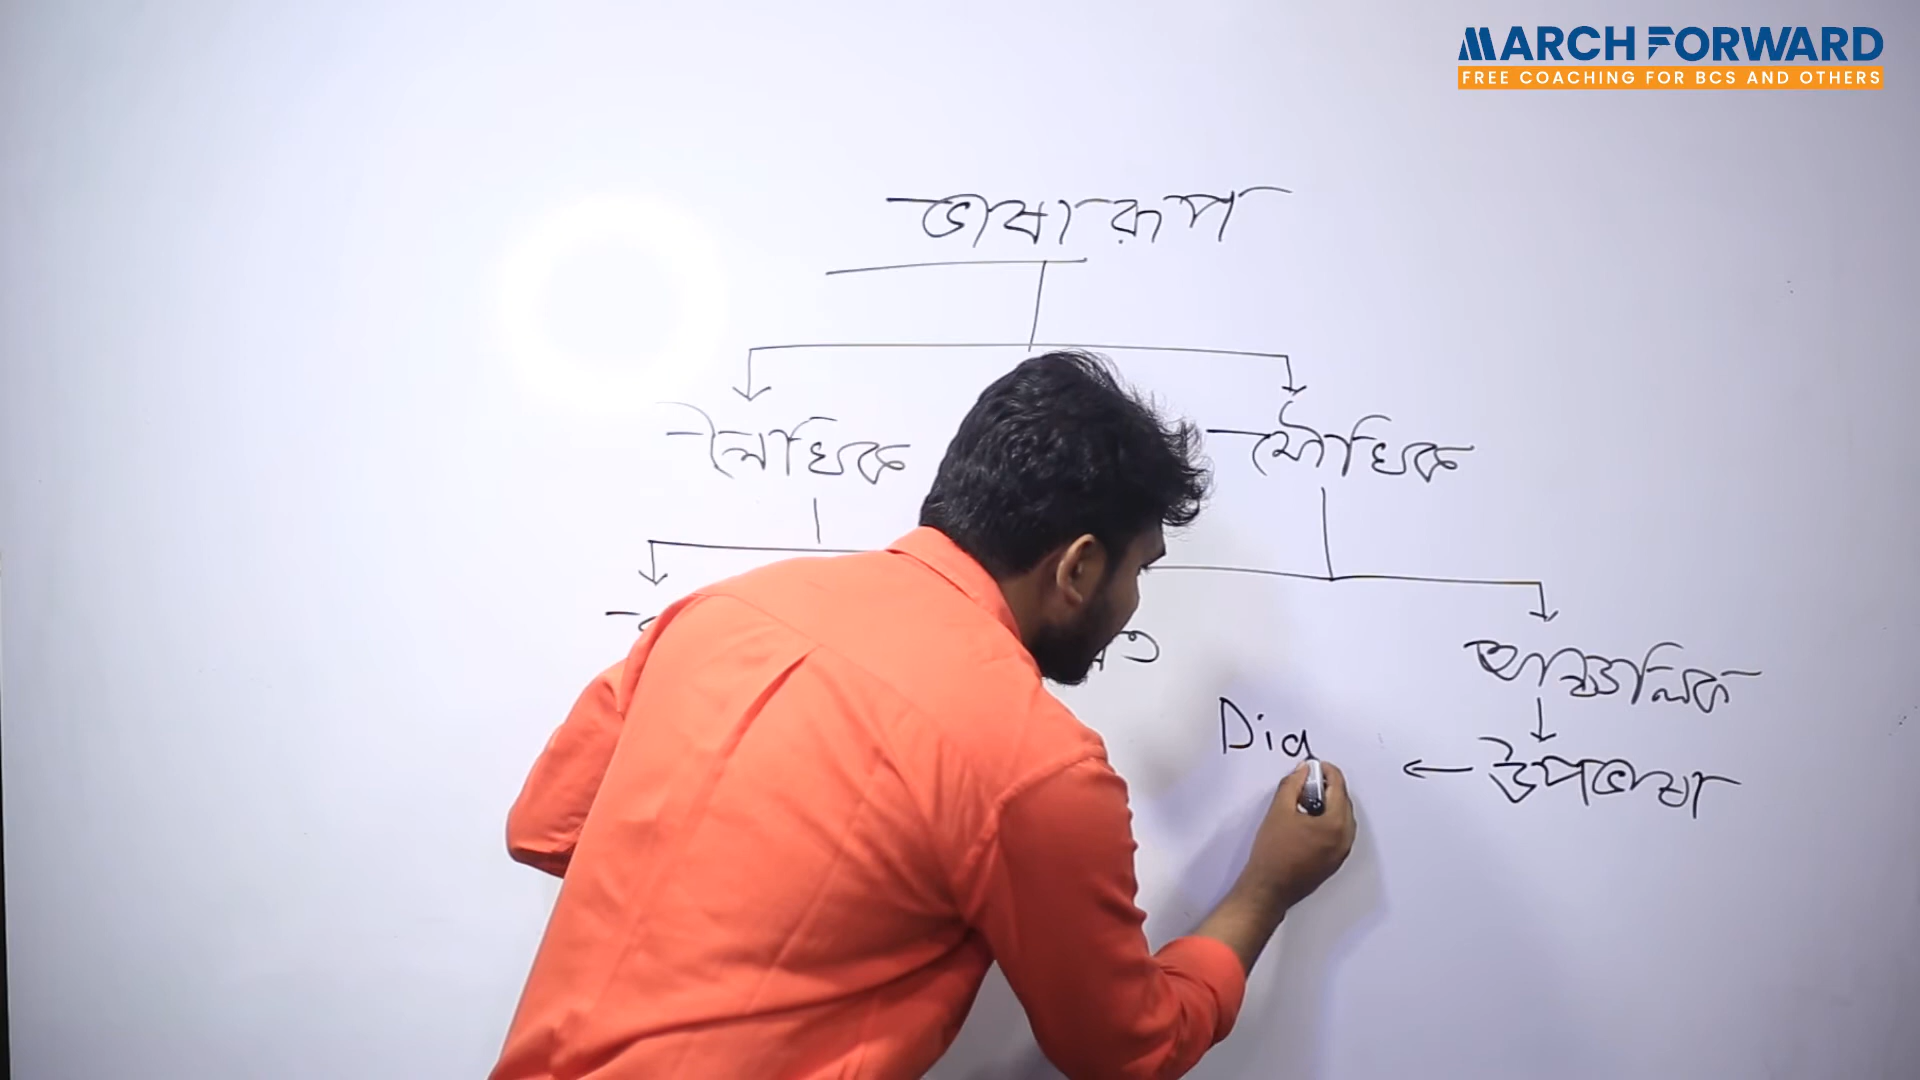 MARCH FORWARD
FREE COACHING FOR BCS AND OTHERS
ভাষা রূপ
লৈখিক
মৌখিক
আঞ্চলিক
Dia
উপভাষা